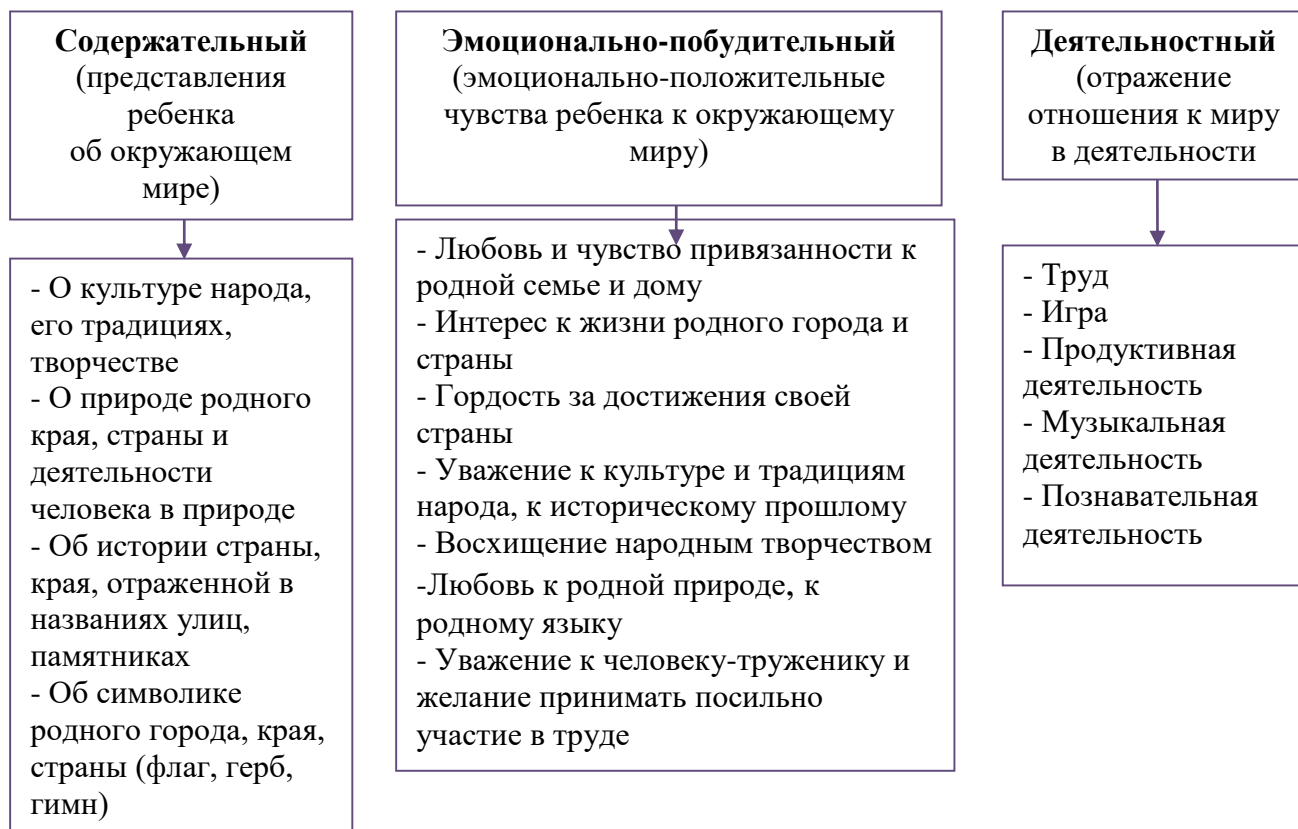 Содержательный
(представления
ребенка
об окружающем
мире)
- О культуре народа,
его традициях,
творчестве
- О природе родного
края, страны и
деятельности
человека в природе
- Об истории страны,
края, отраженной в
названиях улиц,
памятниках
- Об символике
родного города, края,
страны (флаг, герб,
гимн)
Эмоционально-побудительный
(эмоционально-положительные
чувства ребенка к окружающему
миру)
- Любовь и чувство привязанности к
родной семье и дому
- Интерес к жизни родного города и
страны
- Гордость за достижения своей
страны
- Уважение к культуре и традициям
народа, к историческому прошлому
- Восхищение народным творчеством
-Любовь к родной природе, к
родному языку
- Уважение к человеку-труженику и
желание принимать посильно
участие в труде
Деятельностный
(отражение
отношения к миру
в деятельности
- Труд
- Игра
- Продуктивная
деятельность
- Музыкальная
деятельность
- Познавательная
деятельность